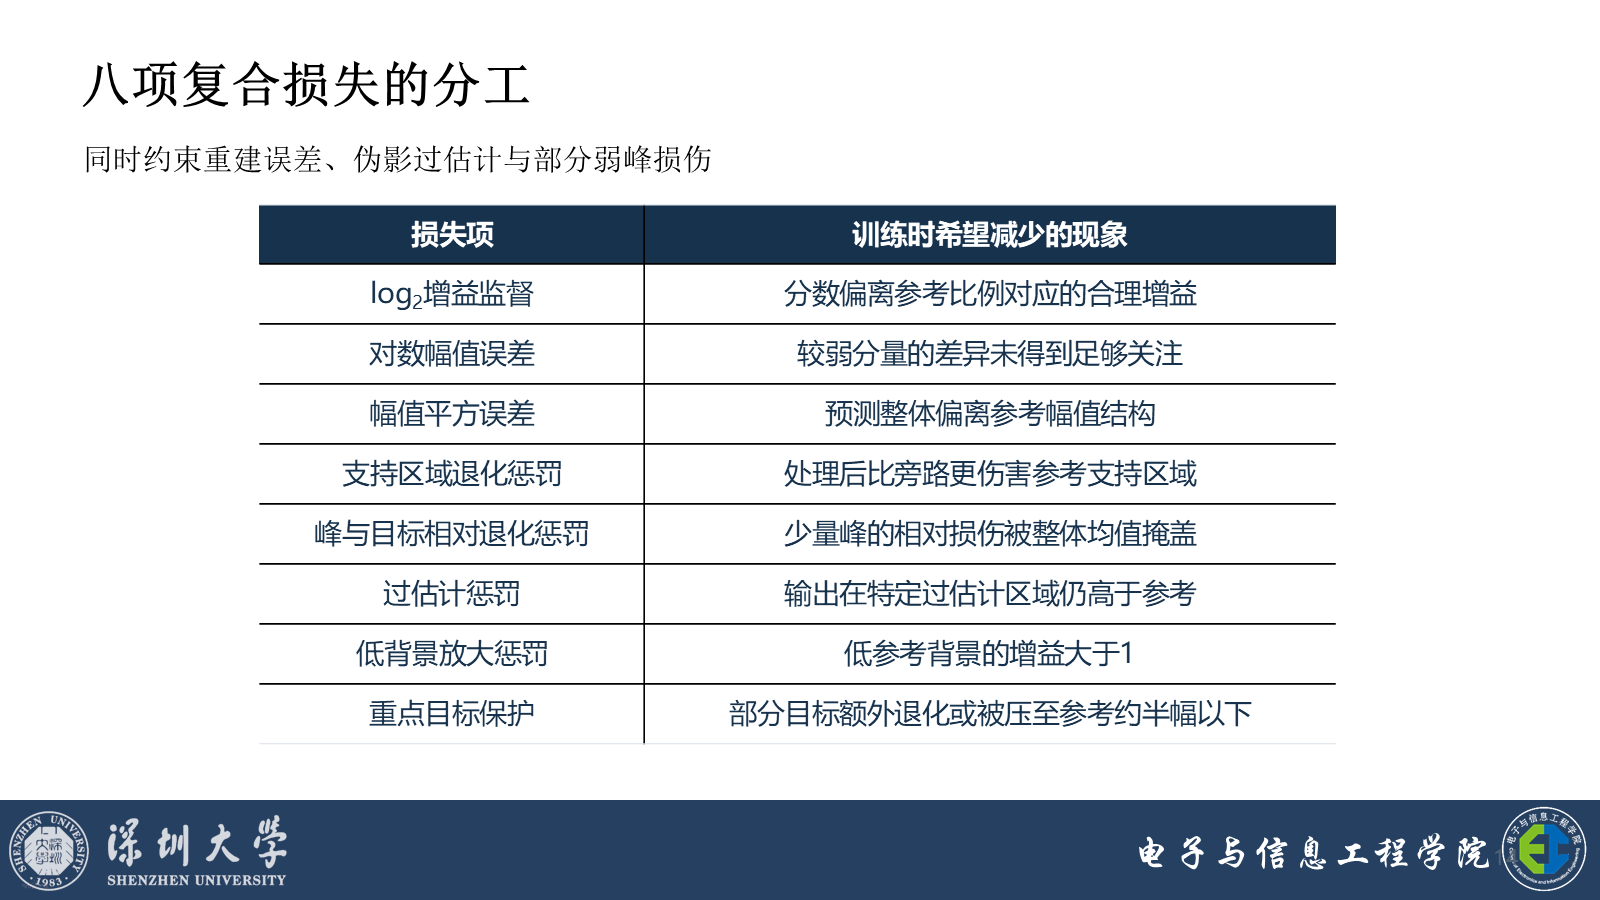 八项复合损失的分工
同时约束重建误差、伪影过估计与部分弱峰损伤
损失项 训练时希望减少的现象
log₂增益监督 分数偏离参考比例对应的合理增益
对数幅值误差 较弱分量的差异未得到足够关注
幅值平方误差 预测整体偏离参考幅值结构
支持区域退化惩罚 处理后比旁路更伤害参考支持区域
峰与目标相对退化惩罚 少量峰的相对损伤被整体均值掩盖
过估计惩罚 输出在特定过估计区域仍高于参考
低背景放大惩罚 低参考背景的增益大于1
重点目标保护 部分目标额外退化或被压至参考约半幅以下
SHENZHEN UNIVERSITY
·1983·
深圳大学
SHENZHEN UNIVERSITY
电子与信息工程学院
电子与信息工程学院